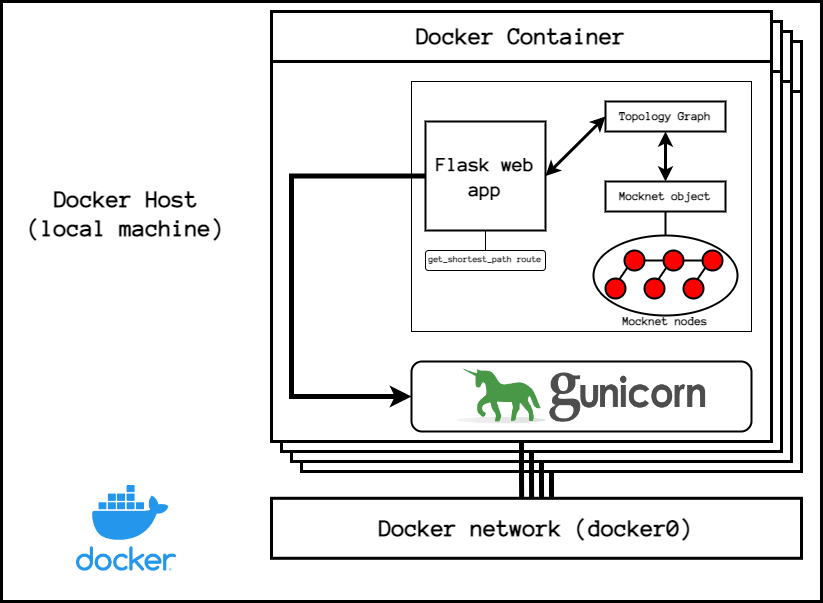 Docker Container
Topology Graph
Flask web
app
Docker Host
(local machine)
Mocknet object
get_shortest_path route
Mocknet nodes
gunicorn
Docker network (docker0)
docker